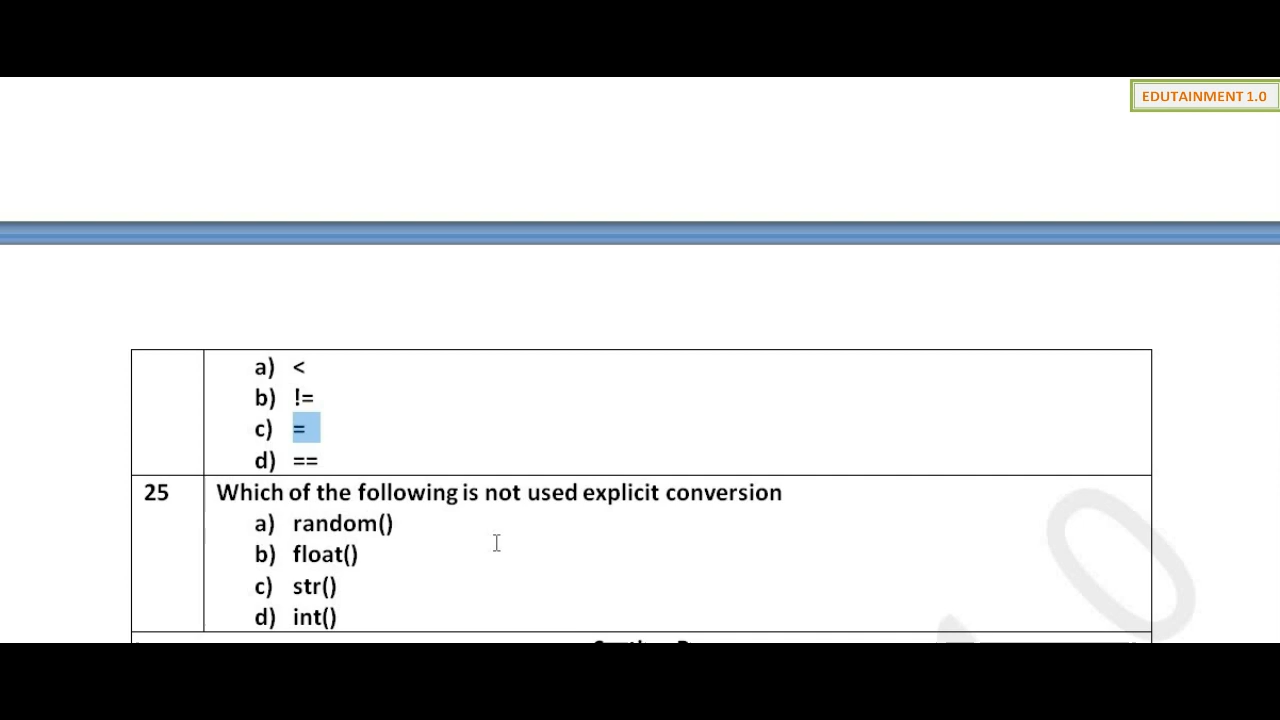 EDUTAINMENT 1.0
a) <
b) !=
c) =
d) ==
25 Which of the following is not used explicit conversion
a) random()
b) float()
c) str()
d) int()